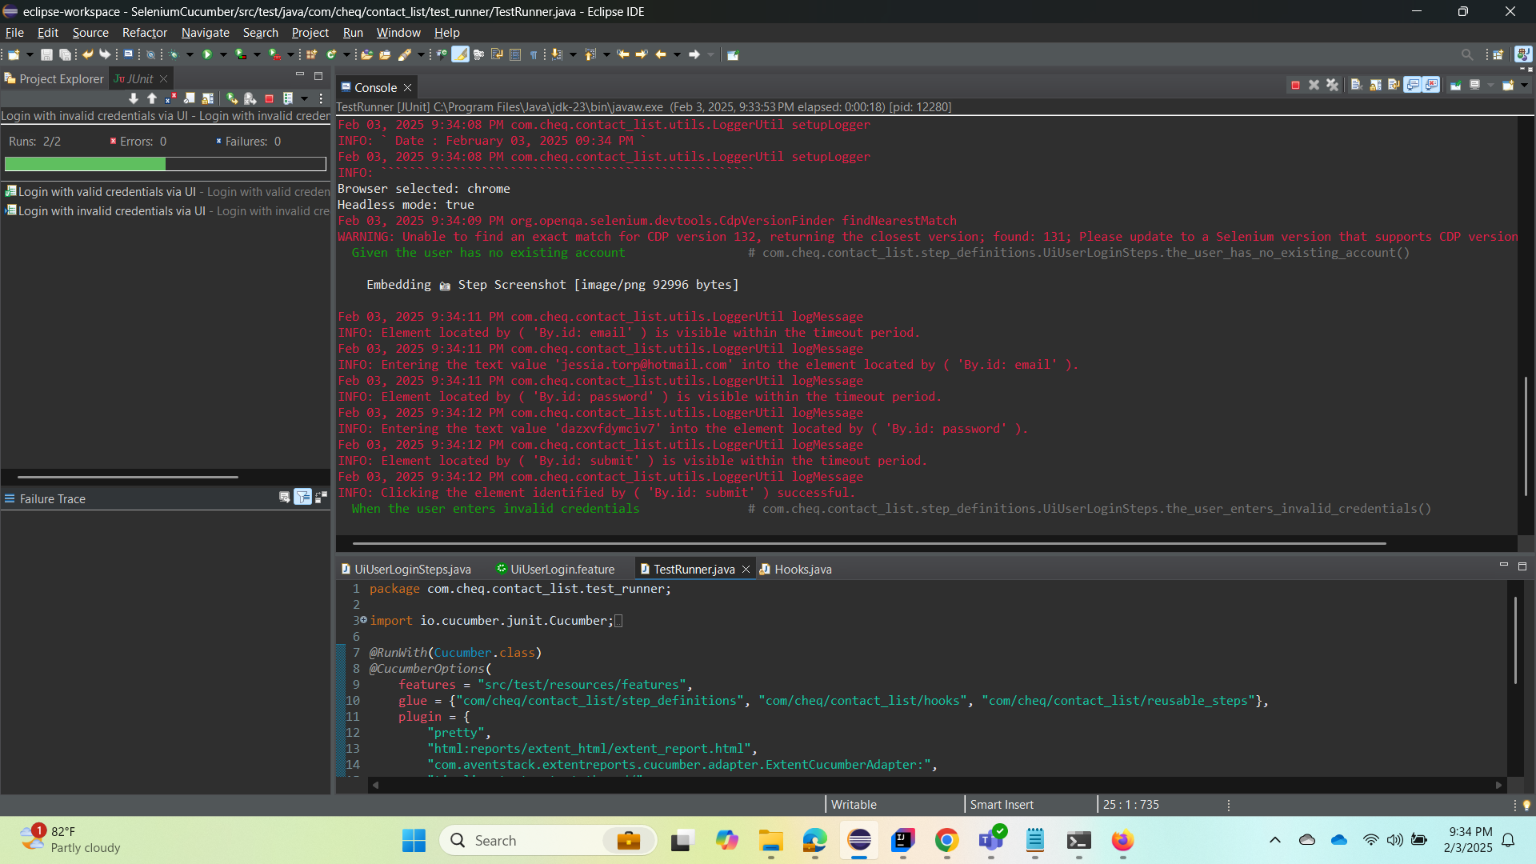 eclipse-workspace - SeleniumCucumber/src/test/java/com/cheq/contact_list/test_runner/TestRunner.java - Eclipse IDE
File Edit Source Refactor Navigate Search Project Run Window Help
Project Explorer JUnit
Login with invalid credentials via UI - Login with invalid creder
Runs: 2/2 Errors: 0 Failures: 0
Login with valid credentials via UI - Login with valid creden
Login with invalid credentials via UI - Login with invalid cre
Failure Trace
Console
TestRunner [JUnit] C:\Program Files\Java\jdk-23\bin\javaw.exe (Feb 3, 2025, 9:33:53 PM elapsed: 0:00:18) [pid: 12280]
Feb 03, 2025 9:34:08 PM com.cheq.contact_list.utils.LoggerUtil setupLogger
INFO: ` Date : February 03, 2025 09:34 PM `
Feb 03, 2025 9:34:08 PM com.cheq.contact_list.utils.LoggerUtil setupLogger
INFO: ```````````````````````````````````````````````````
Browser selected: chrome
Headless mode: true
Feb 03, 2025 9:34:09 PM org.openqa.selenium.devtools.CdpVersionFinder findNearestMatch
WARNING: Unable to find an exact match for CDP version 132, returning the closest version; found: 131; Please update to a Selenium version that supports CDP version
Given the user has no existing account # com.cheq.contact_list.step_definitions.UiUserLoginSteps.the_user_has_no_existing_account()
Embedding 📷 Step Screenshot [image/png 92996 bytes]
Feb 03, 2025 9:34:11 PM com.cheq.contact_list.utils.LoggerUtil logMessage
INFO: Element located by ( 'By.id: email' ) is visible within the timeout period.
Feb 03, 2025 9:34:11 PM com.cheq.contact_list.utils.LoggerUtil logMessage
INFO: Entering the text value 'jessia.torp@hotmail.com' into the element located by ( 'By.id: email' ).
Feb 03, 2025 9:34:11 PM com.cheq.contact_list.utils.LoggerUtil logMessage
INFO: Element located by ( 'By.id: password' ) is visible within the timeout period.
Feb 03, 2025 9:34:12 PM com.cheq.contact_list.utils.LoggerUtil logMessage
INFO: Entering the text value 'dazxvfdymciv7' into the element located by ( 'By.id: password' ).
Feb 03, 2025 9:34:12 PM com.cheq.contact_list.utils.LoggerUtil logMessage
INFO: Element located by ( 'By.id: submit' ) is visible within the timeout period.
Feb 03, 2025 9:34:12 PM com.cheq.contact_list.utils.LoggerUtil logMessage
INFO: Clicking the element identified by ( 'By.id: submit' ) successful.
When the user enters invalid credentials # com.cheq.contact_list.step_definitions.UiUserLoginSteps.the_user_enters_invalid_credentials()
UiUserLoginSteps.java UiUserLogin.feature TestRunner.java Hooks.java
1 package com.cheq.contact_list.test_runner;
2
3 import io.cucumber.junit.Cucumber;
6
7 @RunWith(Cucumber.class)
8 @CucumberOptions(
9 features = "src/test/resources/features",
10 glue = {"com/cheq/contact_list/step_definitions", "com/cheq/contact_list/hooks", "com/cheq/contact_list/reusable_steps"},
11 plugin = {
12 "pretty",
13 "html:reports/extent_html/extent_report.html",
14 "com.aventstack.extentreports.cucumber.adapter.ExtentCucumberAdapter:",
Writable Smart Insert 25 : 1 : 735
1
82°F
Partly cloudy
Search
9:34 PM
2/3/2025